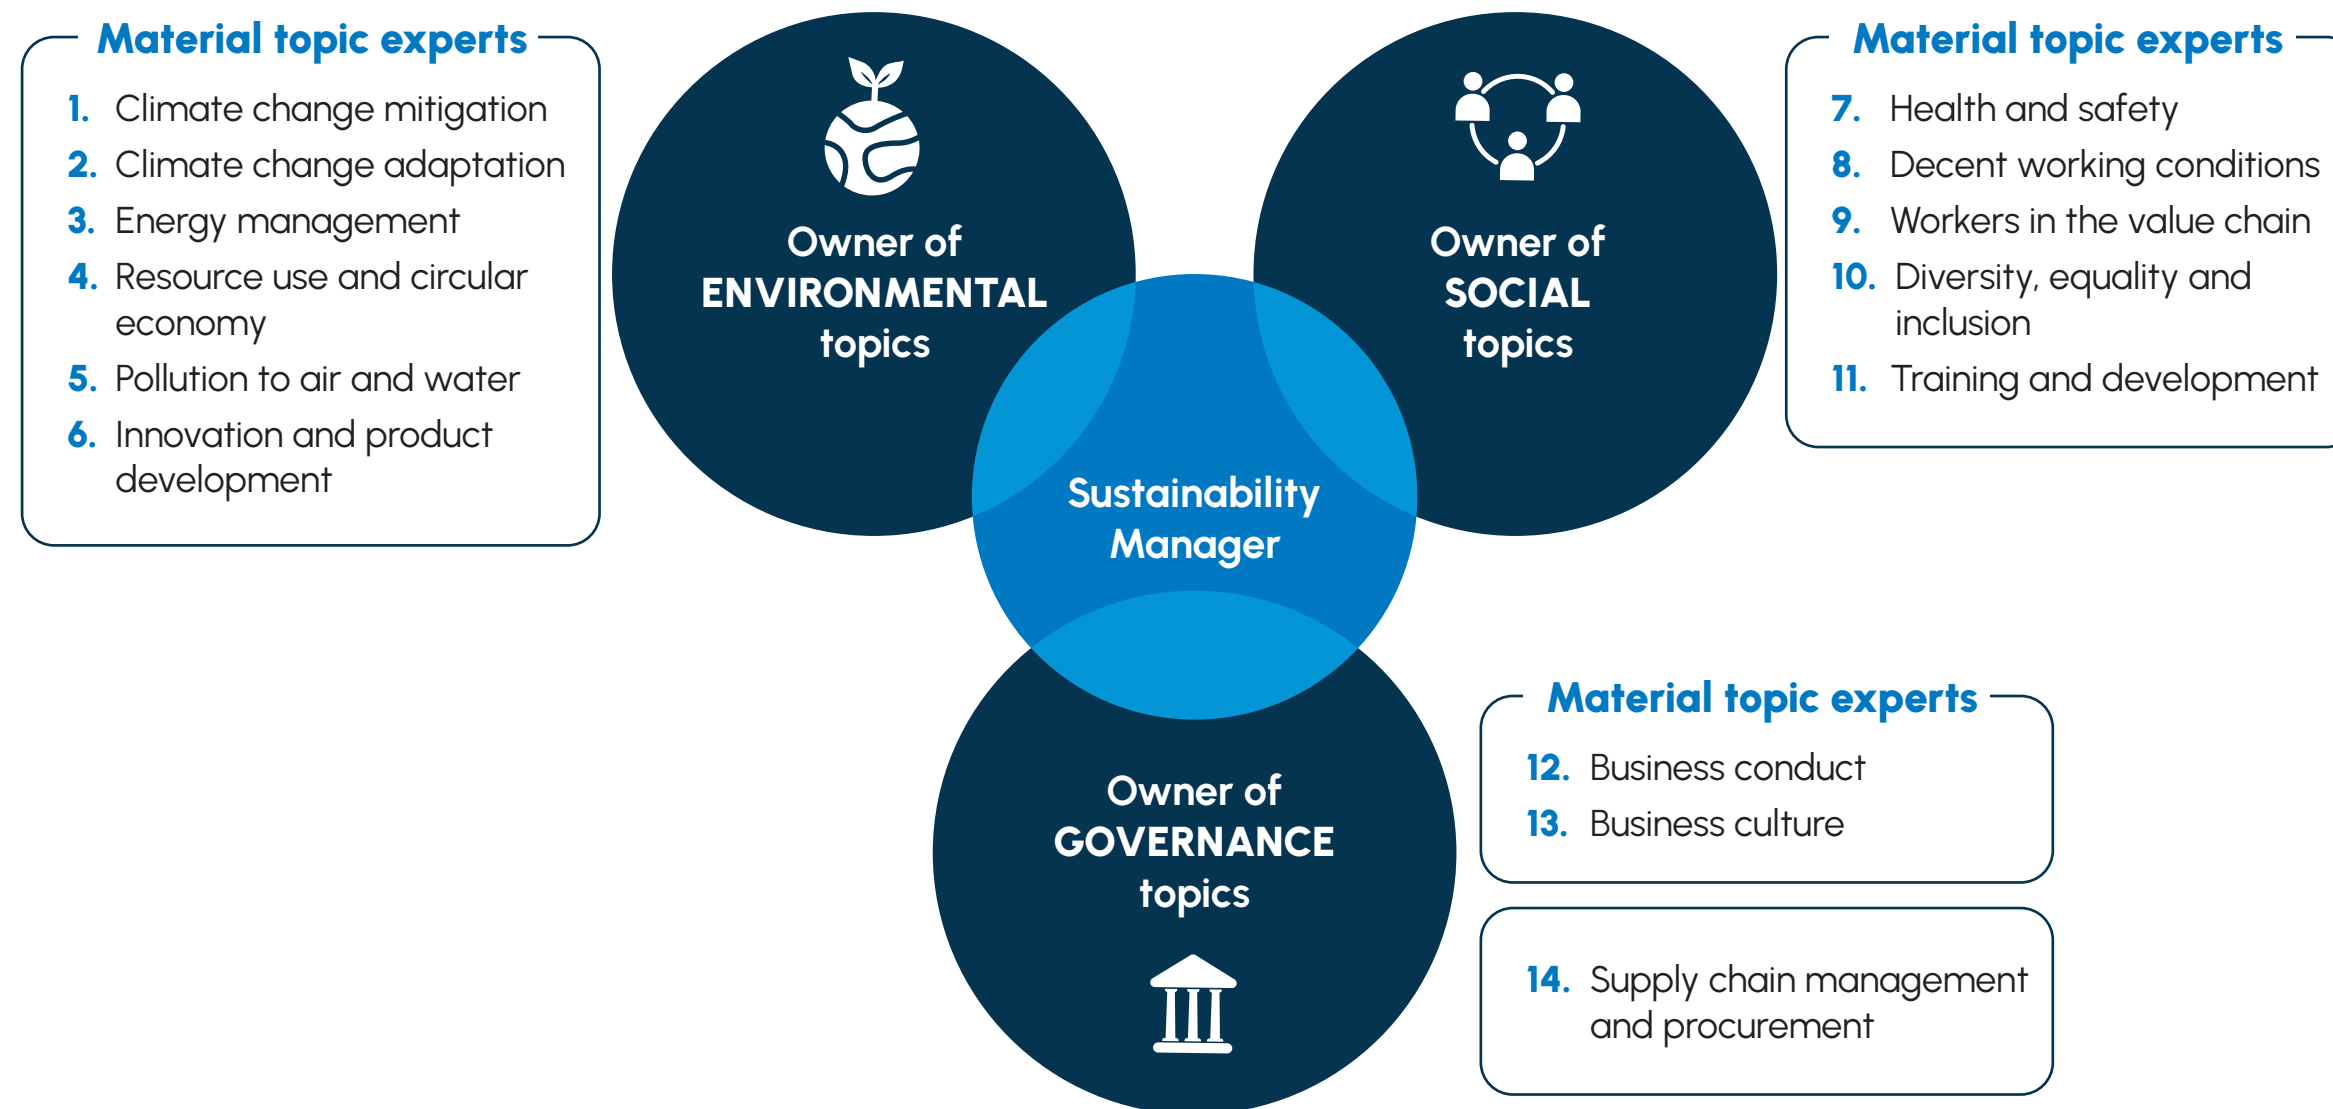 Material topic experts
1. Climate change mitigation
2. Climate change adaptation
3. Energy management
4. Resource use and circular
economy
5. Pollution to air and water
6. Innovation and product
development
Owner of
ENVIRONMENTAL
topics
Owner of
SOCIAL
topics
Material topic experts
7. Health and safety
8. Decent working conditions
9. Workers in the value chain
10. Diversity, equality and
inclusion
11. Training and development
Sustainability
Manager
Owner of
GOVERNANCE
topics
Material topic experts
12. Business conduct
13. Business culture
14. Supply chain management
and procurement